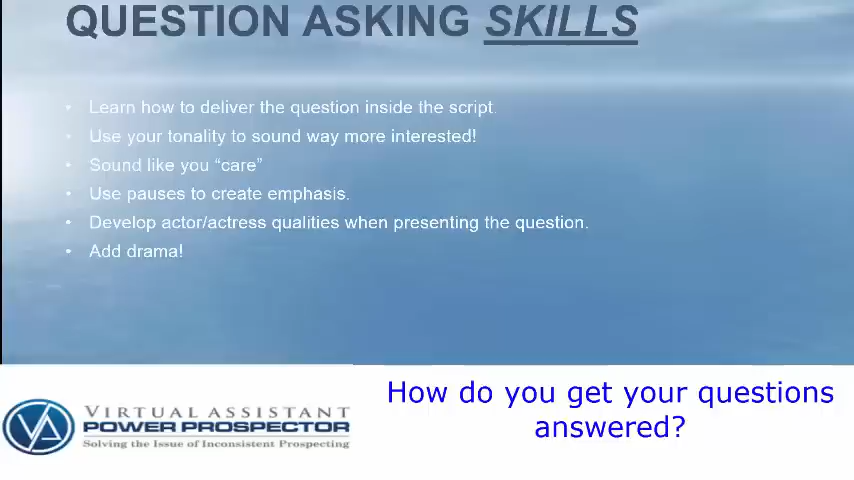 QUESTION ASKING SKILLS
• Learn how to deliver the question inside the script.
• Use your tonality to sound way more interested!
• Sound like you “care”
• Use pauses to create emphasis.
• Develop actor/actress qualities when presenting the question.
• Add drama!
VA
VIRTUAL ASSISTANT
POWER PROSPECTOR
Solving the Issue of Inconsistent Prospecting
How do you get your questions
answered?